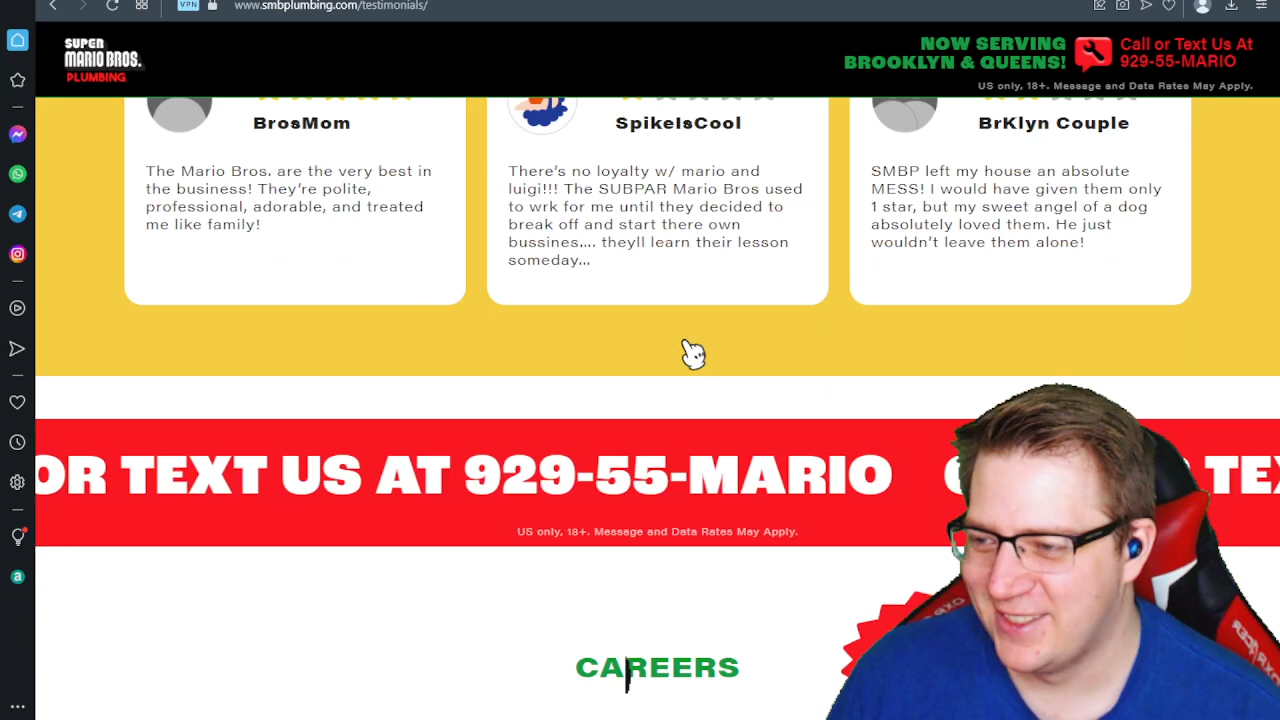 VPN
www.smbplumbing.com/testimonials/
SUPER
MARIO BROS.
PLUMBING
NOW SERVING
BROOKLYN & QUEENS!
Call or Text Us At
929-55-MARIO
US only, 18+. Message and Data Rates May Apply.
BrosMom
The Mario Bros. are the very best in
the business! They're polite,
professional, adorable, and treated
me like family!
SpikeIsCool
There's no loyalty w/ mario and
luigi!!! The SUBPAR Mario Bros used
to wrk for me until they decided to
break off and start there own
bussines.... theyll learn their lesson
someday...
BrKlyn Couple
SMBP left my house an absolute
MESS! I would have given them only
1 star, but my sweet angel of a dog
absolutely loved them. He just
wouldn't leave them alone!
OR TEXT US AT 929-55-MARIO
US only, 18+. Message and Data Rates May Apply.
CAREERS
a